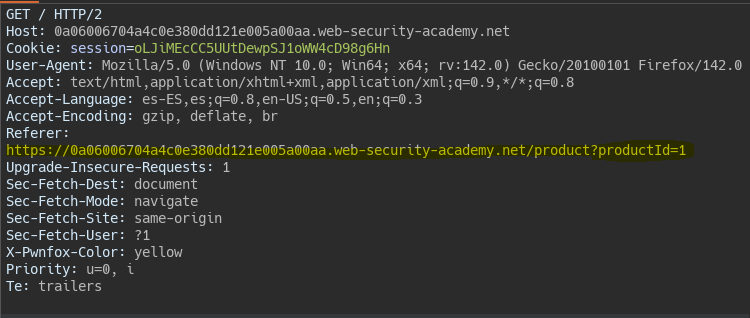 GET / HTTP/2
Host: 0a06006704a4c0e380dd121e005a00aa.web-security-academy.net
Cookie: session=oLJiMEcCC5UUtDewpSJ1oWW4cD98g6Hn
User-Agent: Mozilla/5.0 (Windows NT 10.0; Win64; x64; rv:142.0) Gecko/20100101 Firefox/142.0
Accept: text/html,application/xhtml+xml,application/xml;q=0.9,*/*;q=0.8
Accept-Language: es-ES,es;q=0.8,en-US;q=0.5,en;q=0.3
Accept-Encoding: gzip, deflate, br
Referer:
https://0a06006704a4c0e380dd121e005a00aa.web-security-academy.net/product?productId=1
Upgrade-Insecure-Requests: 1
Sec-Fetch-Dest: document
Sec-Fetch-Mode: navigate
Sec-Fetch-Site: same-origin
Sec-Fetch-User: ?1
X-Pwnfox-Color: yellow
Priority: u=0, i
Te: trailers